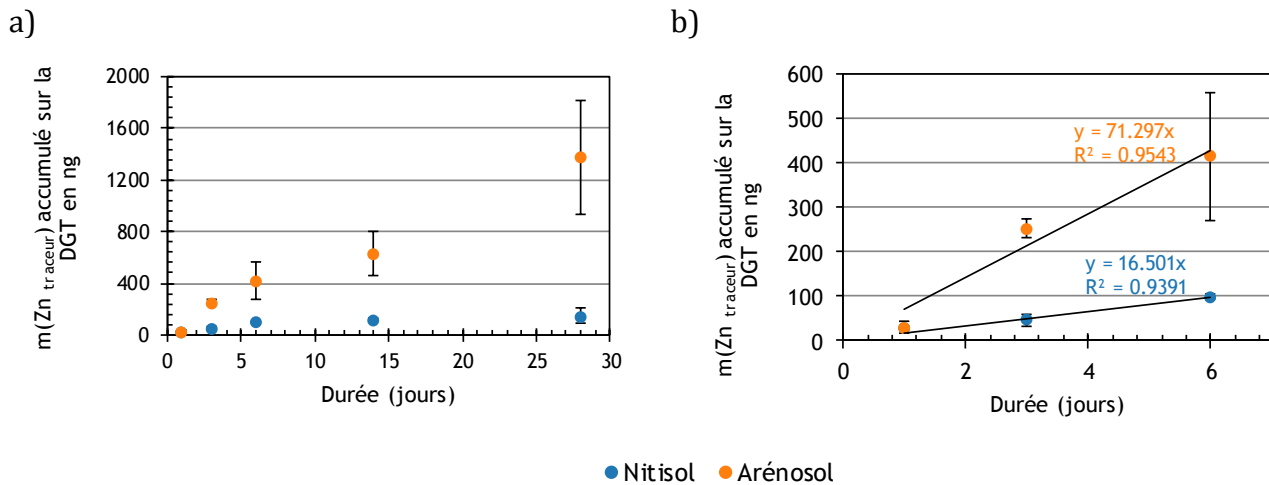 a)
m(Zn traceur) accumulé sur la
DGT en ng
2000
1600
1200
800
400
0
0 5 10 15 20 25 30
Durée (jours)
b)
m(Zn traceur) accumulé sur la
DGT en ng
600
500
400
300
200
100
0
y = 71.297x
R² = 0.9543
y = 16.501x
R² = 0.9391
0 2 4 6
Durée (jours)
Nitisol Arénosol